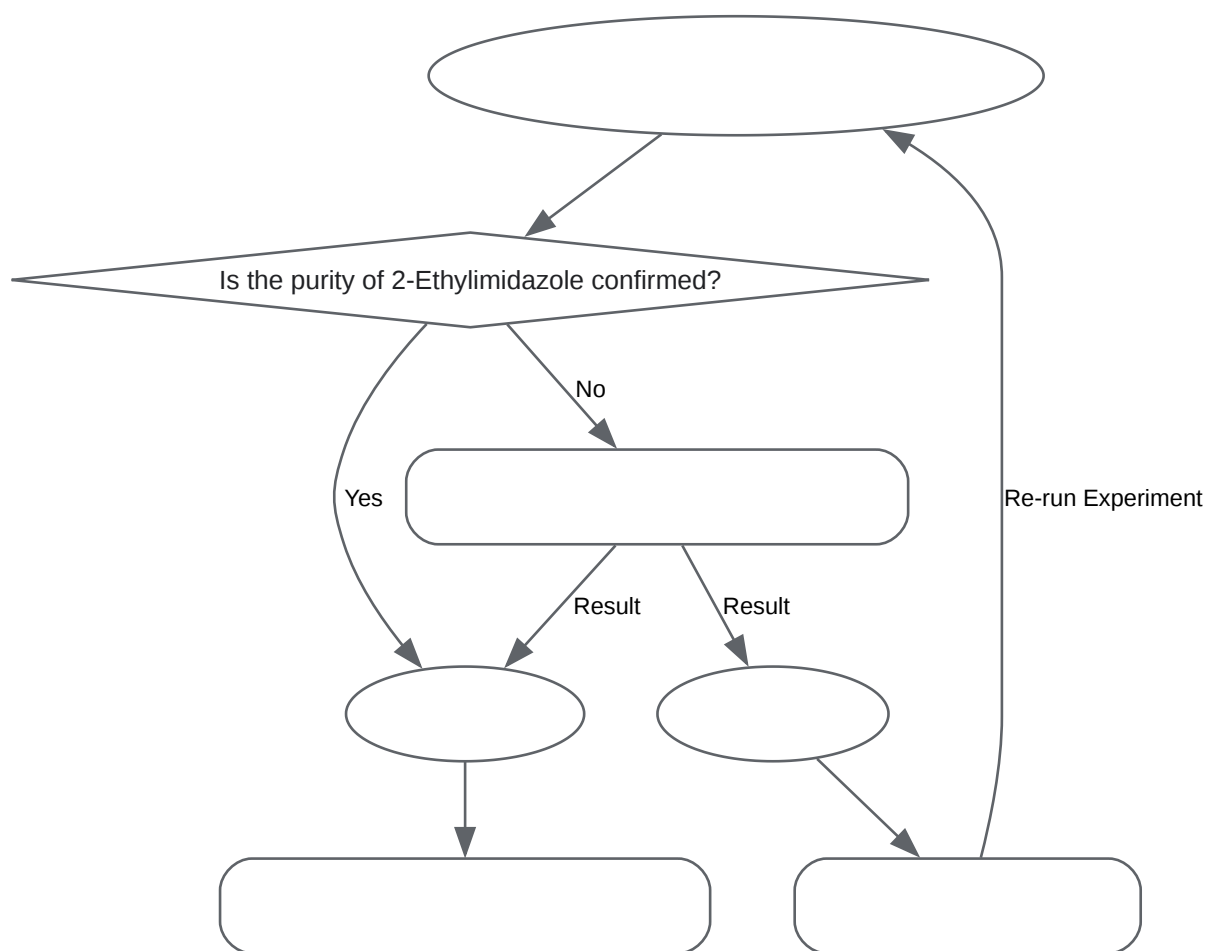 Is the purity of 2-Ethylimidazole confirmed?
No
Yes
Re-run Experiment
Result
Result